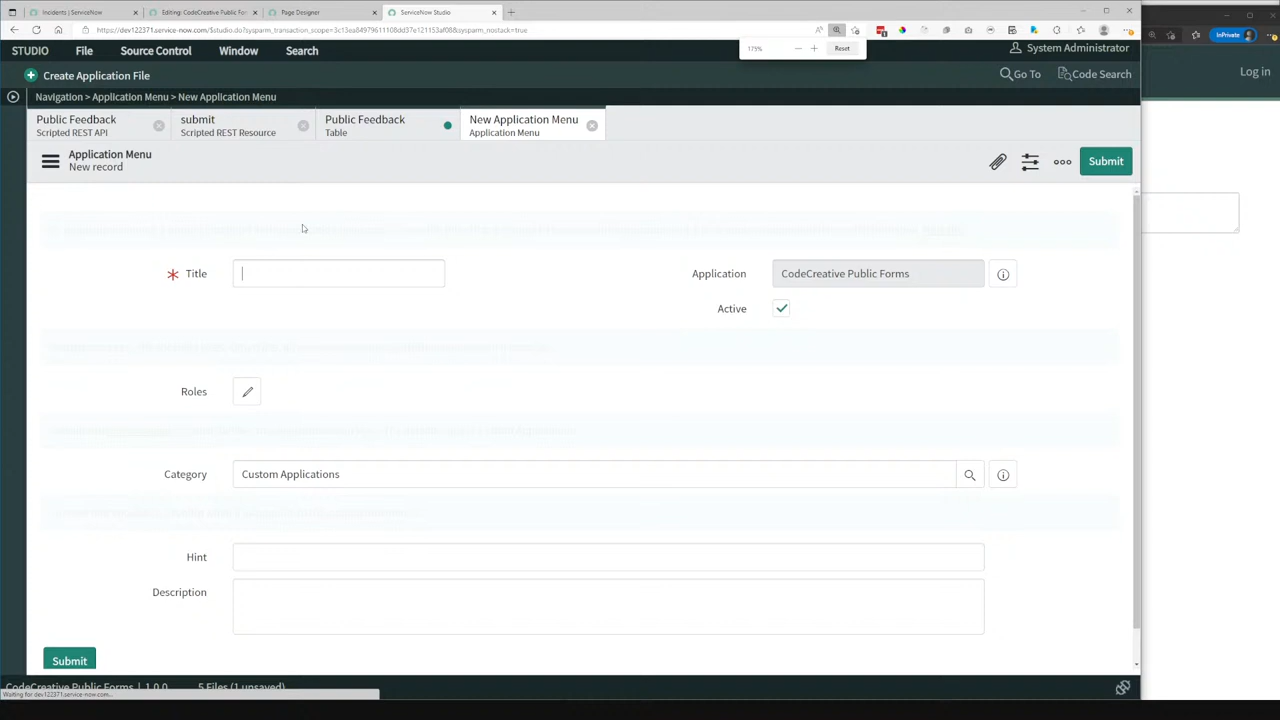 Incidents | ServiceNow
Editing: CodeCreative Public For
Page Designer
ServiceNow Studio
https://dev122371.service-now.com/$studio.do?sysparm_transaction_scope=3c13ea84979611108dd37e121153af08&sysparm_nostack=true
InPrivate
175%
Reset
STUDIO
File
Source Control
Window
Search
System Administrator
Create Application File
Go To
Code Search
Log in
Navigation > Application Menu > New Application Menu
Public Feedback
Scripted REST API
submit
Scripted REST Resource
Public Feedback
Table
New Application Menu
Application Menu
Application Menu
New record
Submit
Title
Application
CodeCreative Public Forms
Active
Roles
Category
Custom Applications
Hint
Description
Submit
CodeCreative Public Forms | 1.0.0
5 Files (1 unsaved)
Waiting for dev122371.service-now.com...